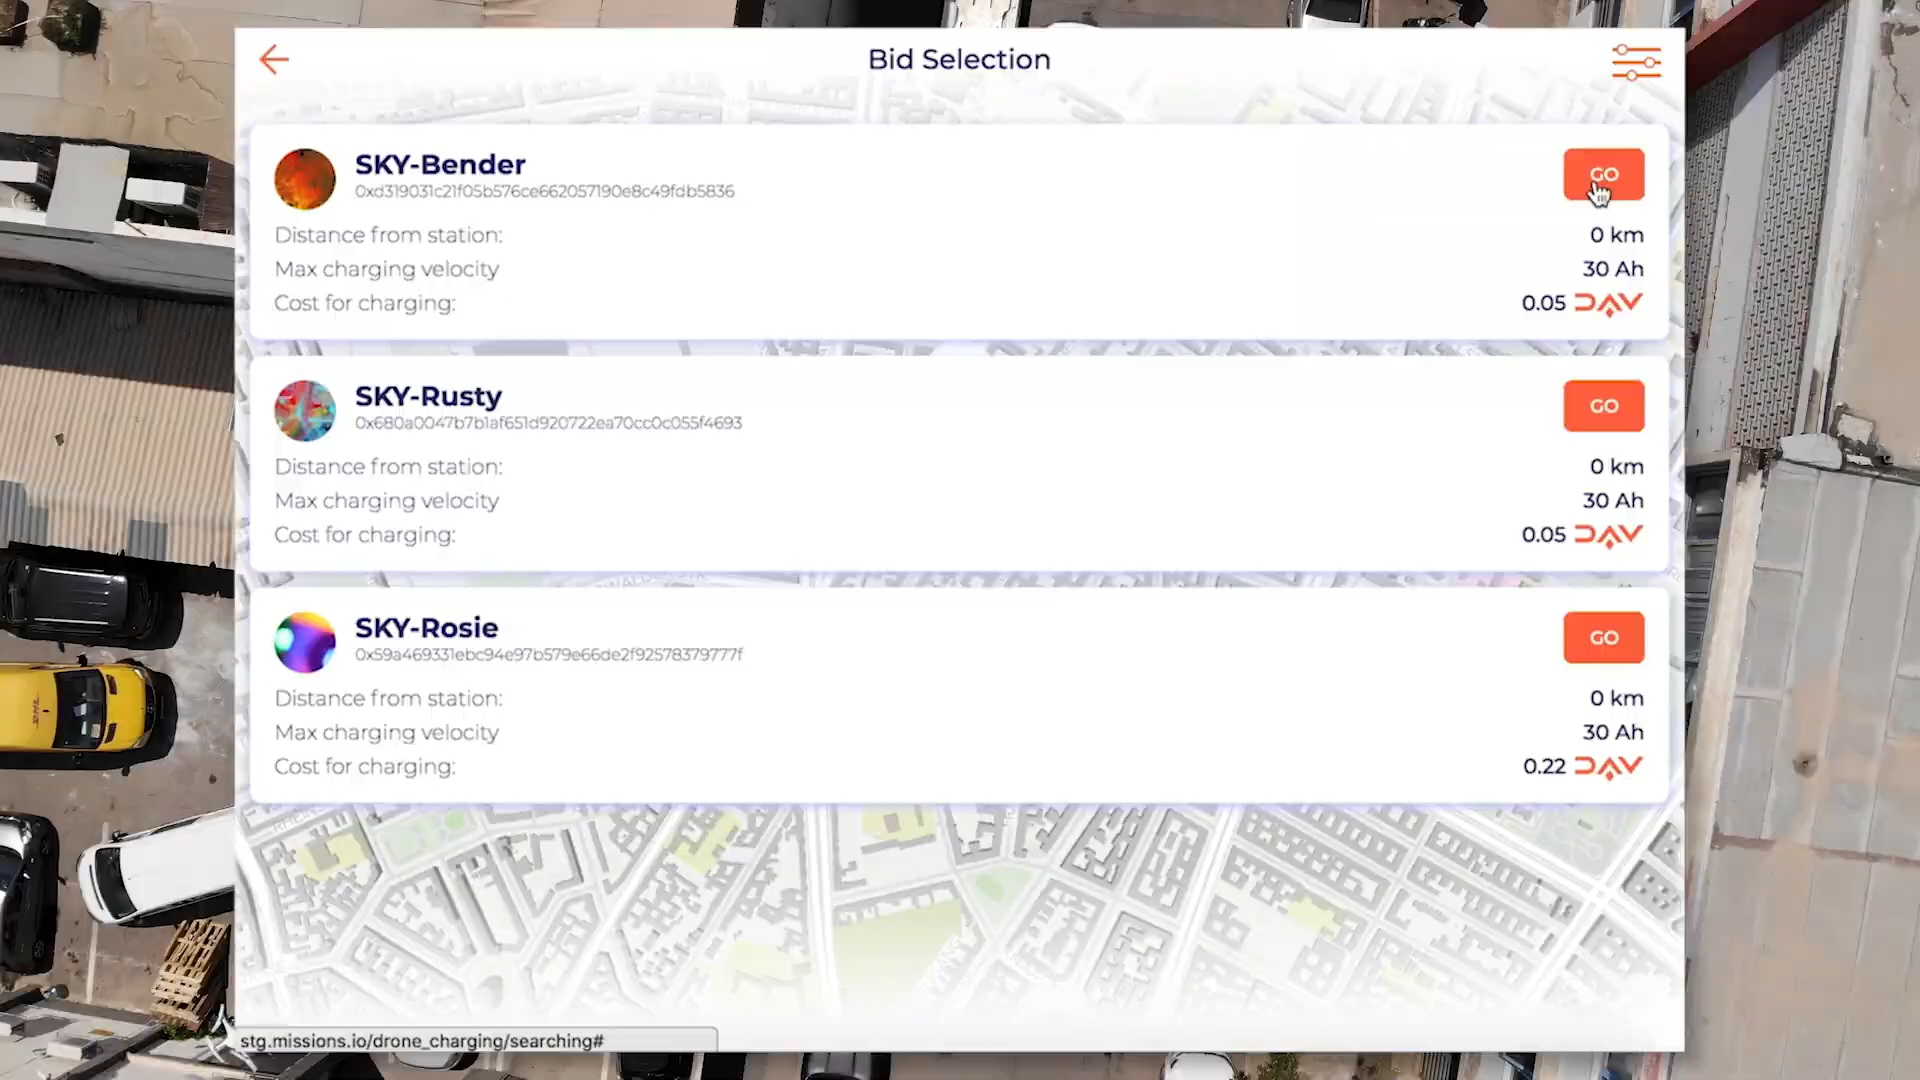 Bid Selection
SKY-Bender
GO
0xd319031c21f05b576ce662057190e8c49fdb5836
Distance from station:
0 km
Max charging velocity
30 Ah
Cost for charging:
0.05 DAV
SKY-Rusty
GO
0x680a0047b7b1af651d920722ea70cc0c055f4693
Distance from station:
0 km
Max charging velocity
30 Ah
Cost for charging:
0.05 DAV
SKY-Rosie
GO
0x59a469331ebc94e97b579e66de2f92578379777f
Distance from station:
0 km
Max charging velocity
30 Ah
Cost for charging:
0.22 DAV
stg.missions.io/drone_charging/searching#
DHL